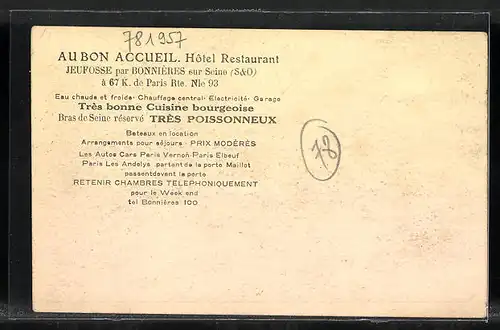 781957
AU BON ACCUEIL. Hôtel Restaurant
JEUFOSSE par BONNIÈRES sur Seine (S&O)
à 67 K. de Paris Rte. Nle 93
Eau chaude et froide- Chauffage central- Electricité- Garage
Très bonne Cuisine bourgeoise
Bras de Seine réservé TRÈS POISSONNEUX
Bateaux en location
Arrangements pour séjours - PRIX MODÉRÉS
Les Autos Cars Paris Vernon-Paris Elbeuf
Paris Les Andelys partent de la porte Maillot
passent devant la porte
RETENIR CHAMBRES TELEPHONIQUEMENT
pour le Week end
tel Bonnières 100
78